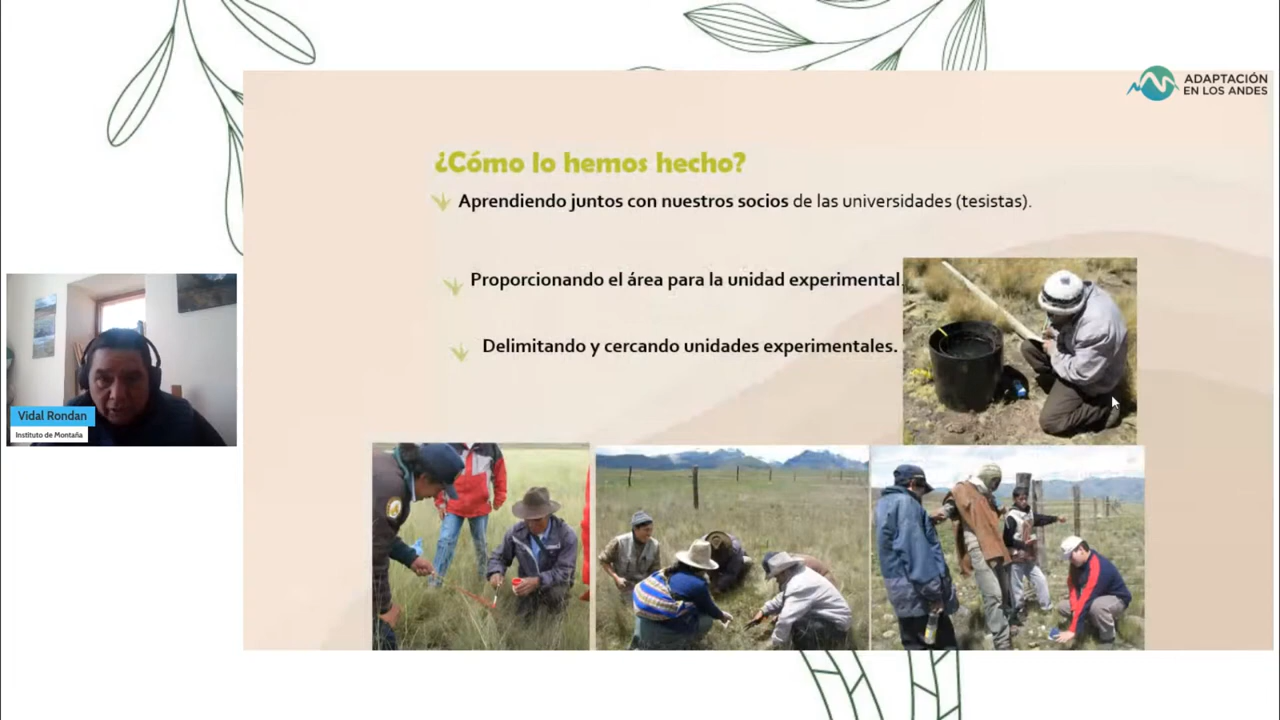 ADAPTACIÓN
EN LOS ANDES
¿Cómo lo hemos hecho?
Aprendiendo juntos con nuestros socios de las universidades (tesistas).
Proporcionando el área para la unidad experimental.
Delimitando y cercando unidades experimentales.
Vidal Rondan
Instituto de Montaña